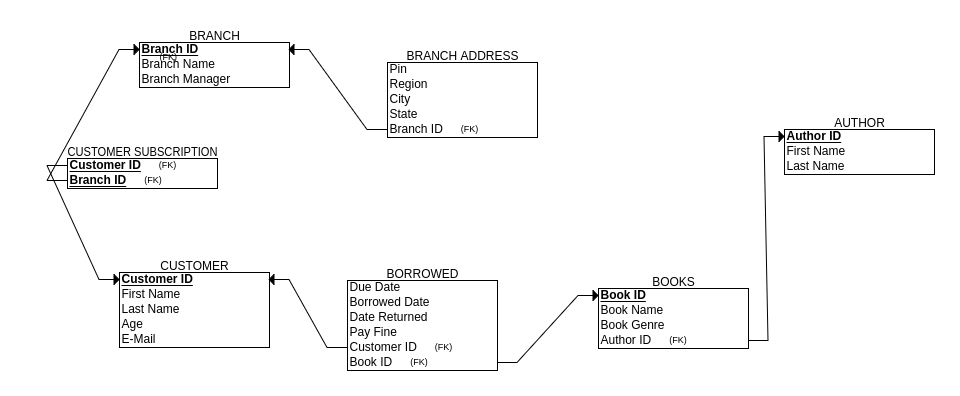 BRANCH
Branch ID
(FK)
Branch Name
Branch Manager
BRANCH ADDRESS
Pin
Region
City
State
Branch ID (FK)
AUTHOR
Author ID
First Name
Last Name
CUSTOMER SUBSCRIPTION
Customer ID (FK)
Branch ID (FK)
CUSTOMER
Customer ID
First Name
Last Name
Age
E-Mail
BORROWED
Due Date
Borrowed Date
Date Returned
Pay Fine
Customer ID (FK)
Book ID (FK)
BOOKS
Book ID
Book Name
Book Genre
Author ID (FK)